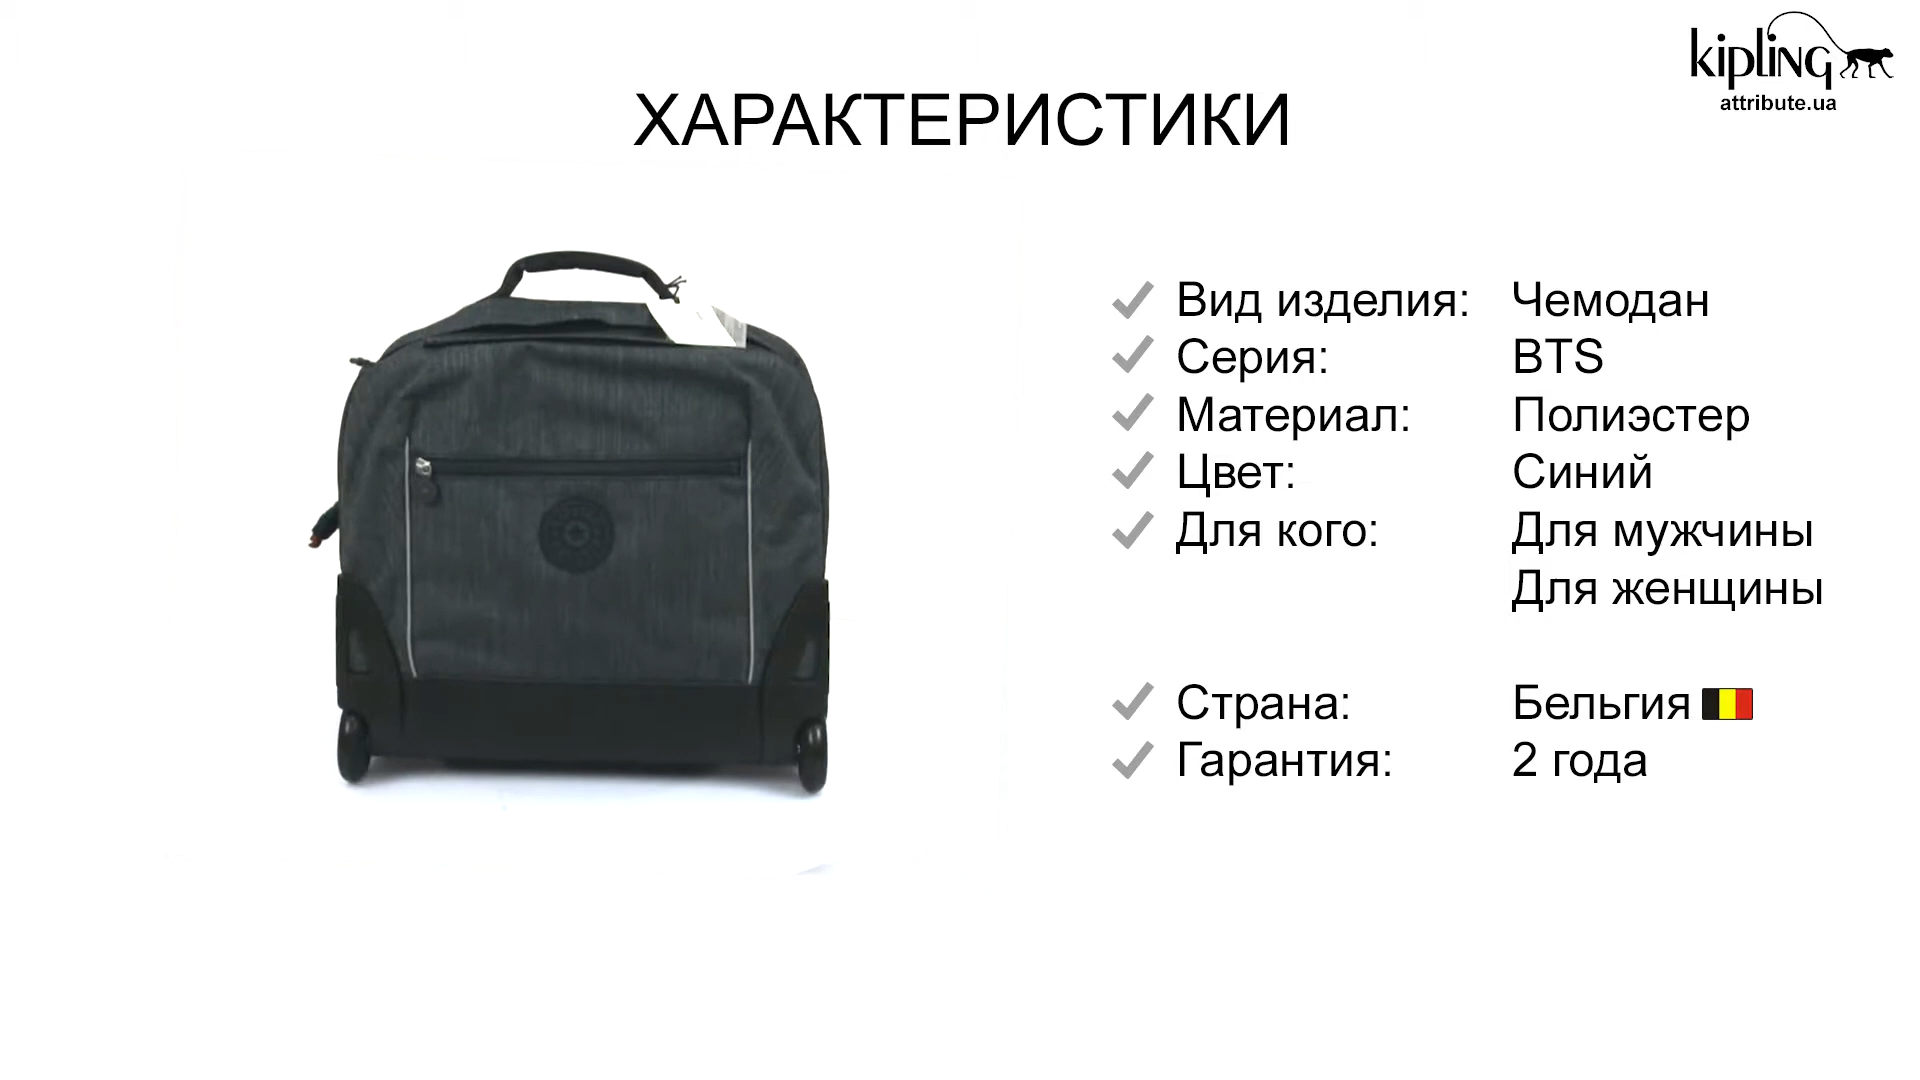 kipling
attribute.ua
ХАРАКТЕРИСТИКИ
Вид изделия: Чемодан
Серия: BTS
Материал: Полиэстер
Цвет: Синий
Для кого: Для мужчины
Для женщины
Страна: Бельгия
Гарантия: 2 года